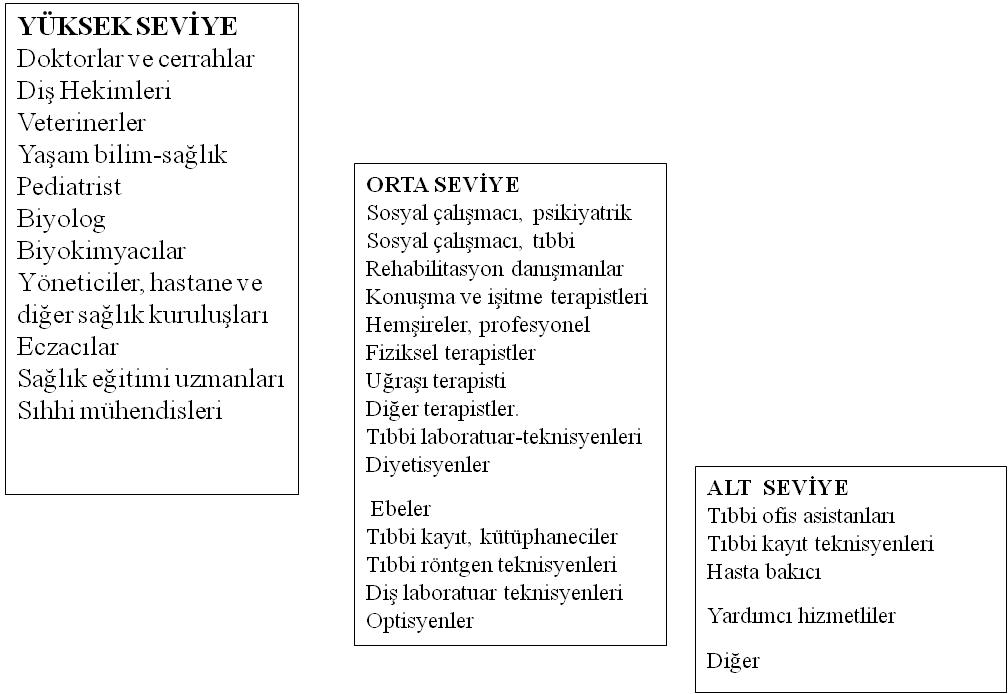 YÜKSEK SEVİYE
Doktorlar ve cerrahlar
Diş Hekimleri
Veterinerler
Yaşam bilim-sağlık
Pediatrist
Biyolog
Biyokimyacılar
Yöneticiler, hastane ve
diğer sağlık kuruluşları
Eczacılar
Sağlık eğitimi uzmanları
Sıhhi mühendisleri
ORTA SEVİYE
Sosyal çalışmacı, psikiyatrik
Sosyal çalışmacı, tıbbi
Rehabilitasyon danışmanlar
Konuşma ve işitme terapistleri
Hemşireler, profesyonel
Fiziksel terapistler
Uğraşı terapisti
Diğer terapistler.
Tıbbi laboratuar-teknisyenleri
Diyetisyenler
Ebeler
Tıbbi kayıt, kütüphaneciler
Tıbbi röntgen teknisyenleri
Diş laboratuar teknisyenleri
Optisyenler
ALT SEVİYE
Tıbbi ofis asistanları
Tıbbi kayıt teknisyenleri
Hasta bakıcı
Yardımcı hizmetliler
Diğer